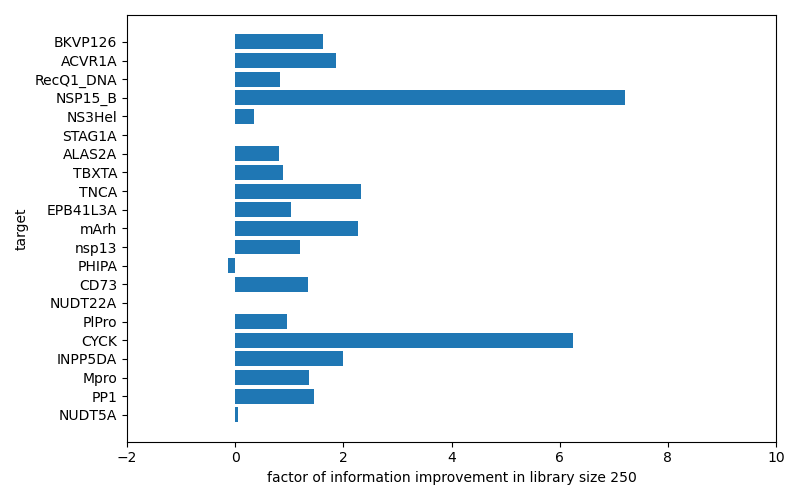 BKVP126
ACVR1A
RecQ1_DNA
NSP15_B
NS3Hel
STAG1A
ALAS2A
TBXTA
TNCA
EPB41L3A
mArh
nsp13
PHIPA
CD73
NUDT22A
PlPro
CYCK
INPP5DA
Mpro
PP1
NUDT5A
target
−2 0 2 4 6 8 10
factor of information improvement in library size 250